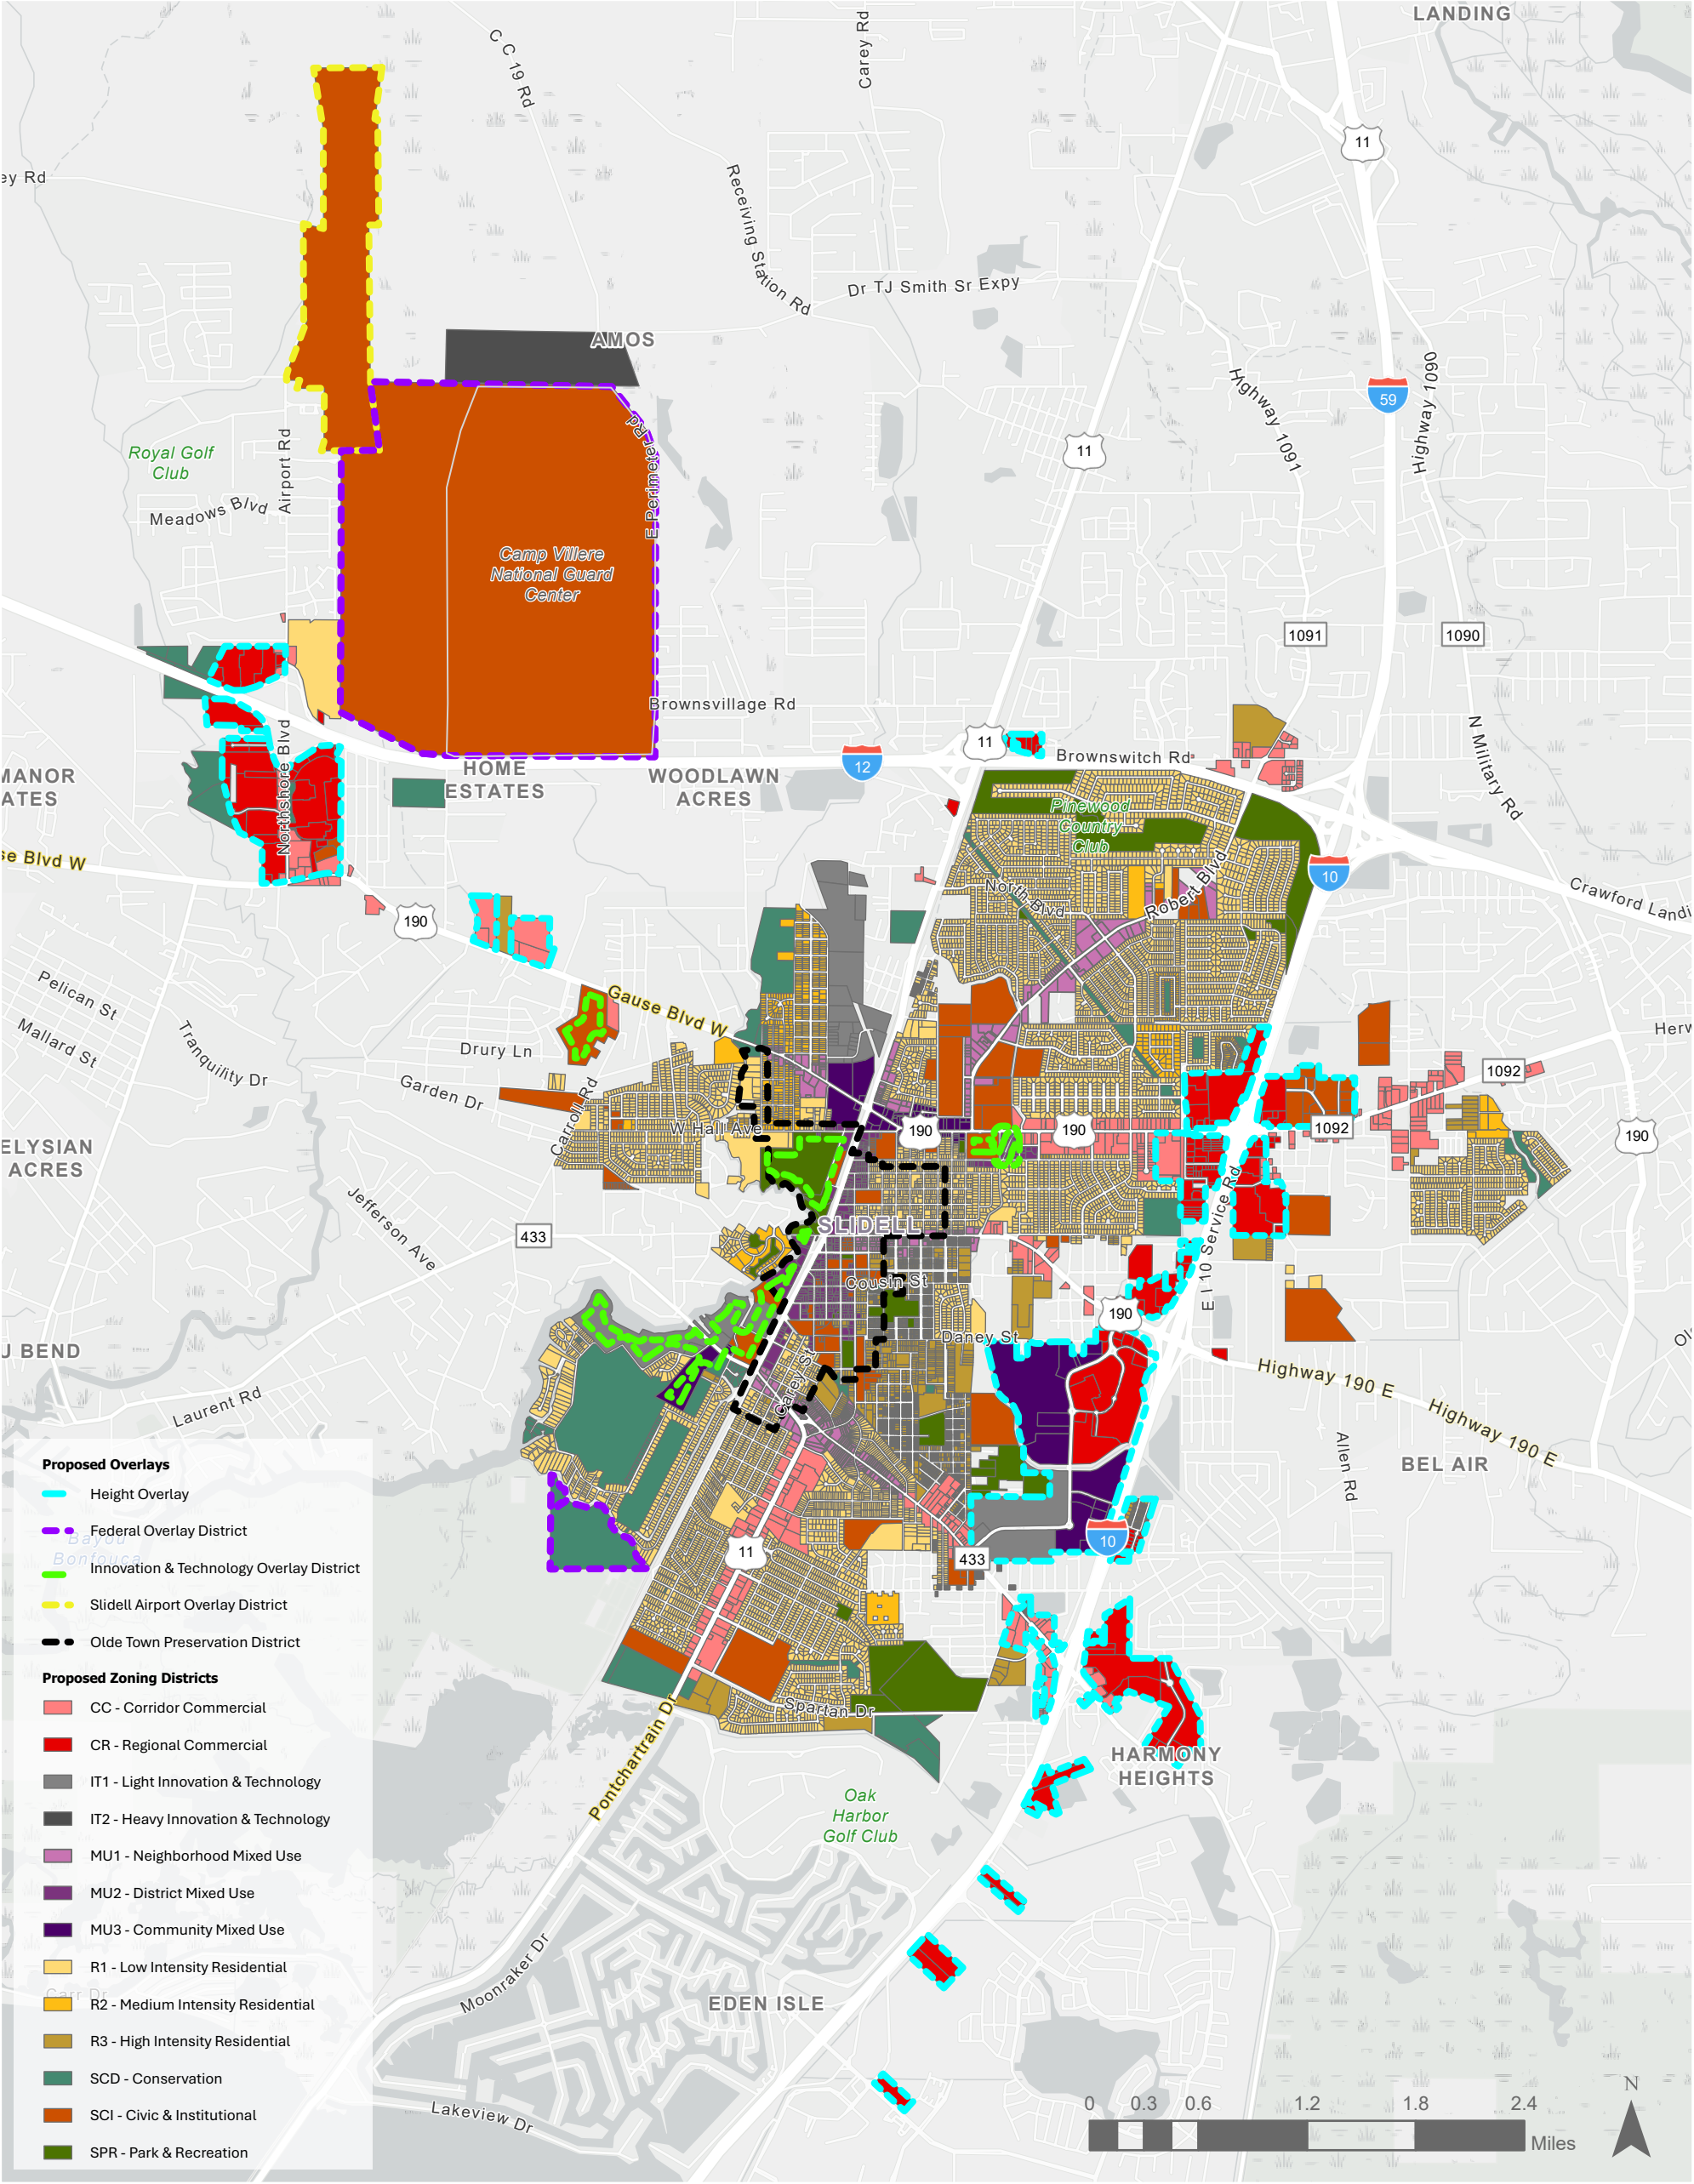 LANDING
C C 19 Rd
Carey Rd
11
ey Rd
Receiving Station Rd
Dr TJ Smith Sr Expy
AMOS
Highway 1091
59
Highway 1090
E Perimeter Rd
11
Royal Golf
Club
Airport Rd
Meadows Blvd
Camp Villere
National Guard
Center
1091
1090
Brownsville Rd
N Military Rd
11
Brownswitch Rd
12
MANOR
ATES
Northshore Blvd
HOME
ESTATES
WOODLAWN
ACRES
Pinewood
Country
Club
se Blvd W
10
Crawford Landi
North Blvd
Robert Blvd
190
Pelican St
Mallard St
Tranquility Dr
Gause Blvd W
Drury Ln
Garden Dr
Carroll Rd
Herw
1092
W Hall Ave
190
190
1092
190
ELYSIAN
ACRES
Jefferson Ave
433
SLIDELL
E I 10 Service Rd
Cousin St
190
Daney St
U BEND
Laurent Rd
Carey St
Highway 190 E
Highway 190 E
Allen Rd
BEL AIR
Proposed Overlays
Height Overlay
Federal Overlay District
Bayou
Bonfouca
Innovation & Technology Overlay District
Slidell Airport Overlay District
Olde Town Preservation District
10
11
433
Proposed Zoning Districts
CC - Corridor Commercial
CR - Regional Commercial
IT1 - Light Innovation & Technology
IT2 - Heavy Innovation & Technology
MU1 - Neighborhood Mixed Use
MU2 - District Mixed Use
MU3 - Community Mixed Use
R1 - Low Intensity Residential
Carr Dr
R2 - Medium Intensity Residential
R3 - High Intensity Residential
SCD - Conservation
SCI - Civic & Institutional
SPR - Park & Recreation
Spartan Dr
Pontchartrain Dr
HARMONY
HEIGHTS
Oak
Harbor
Golf Club
Moonraker Dr
EDEN ISLE
Lakeview Dr
0 0.3 0.6 1.2 1.8 2.4
Miles
N